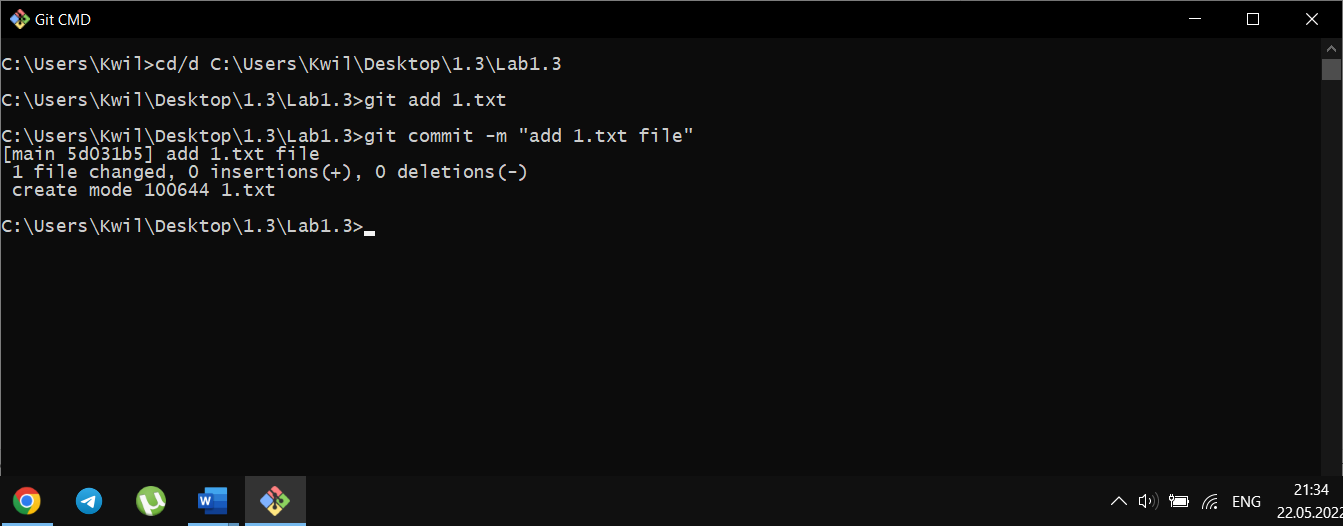 Git CMD
C:\Users\Kwil>cd/d C:\Users\Kwil\Desktop\1.3\Lab1.3
C:\Users\Kwil\Desktop\1.3\Lab1.3>git add 1.txt
C:\Users\Kwil\Desktop\1.3\Lab1.3>git commit -m "add 1.txt file"
[main 5d031b5] add 1.txt file
 1 file changed, 0 insertions(+), 0 deletions(-)
 create mode 100644 1.txt
C:\Users\Kwil\Desktop\1.3\Lab1.3>
21:34
ENG
22.05.2022